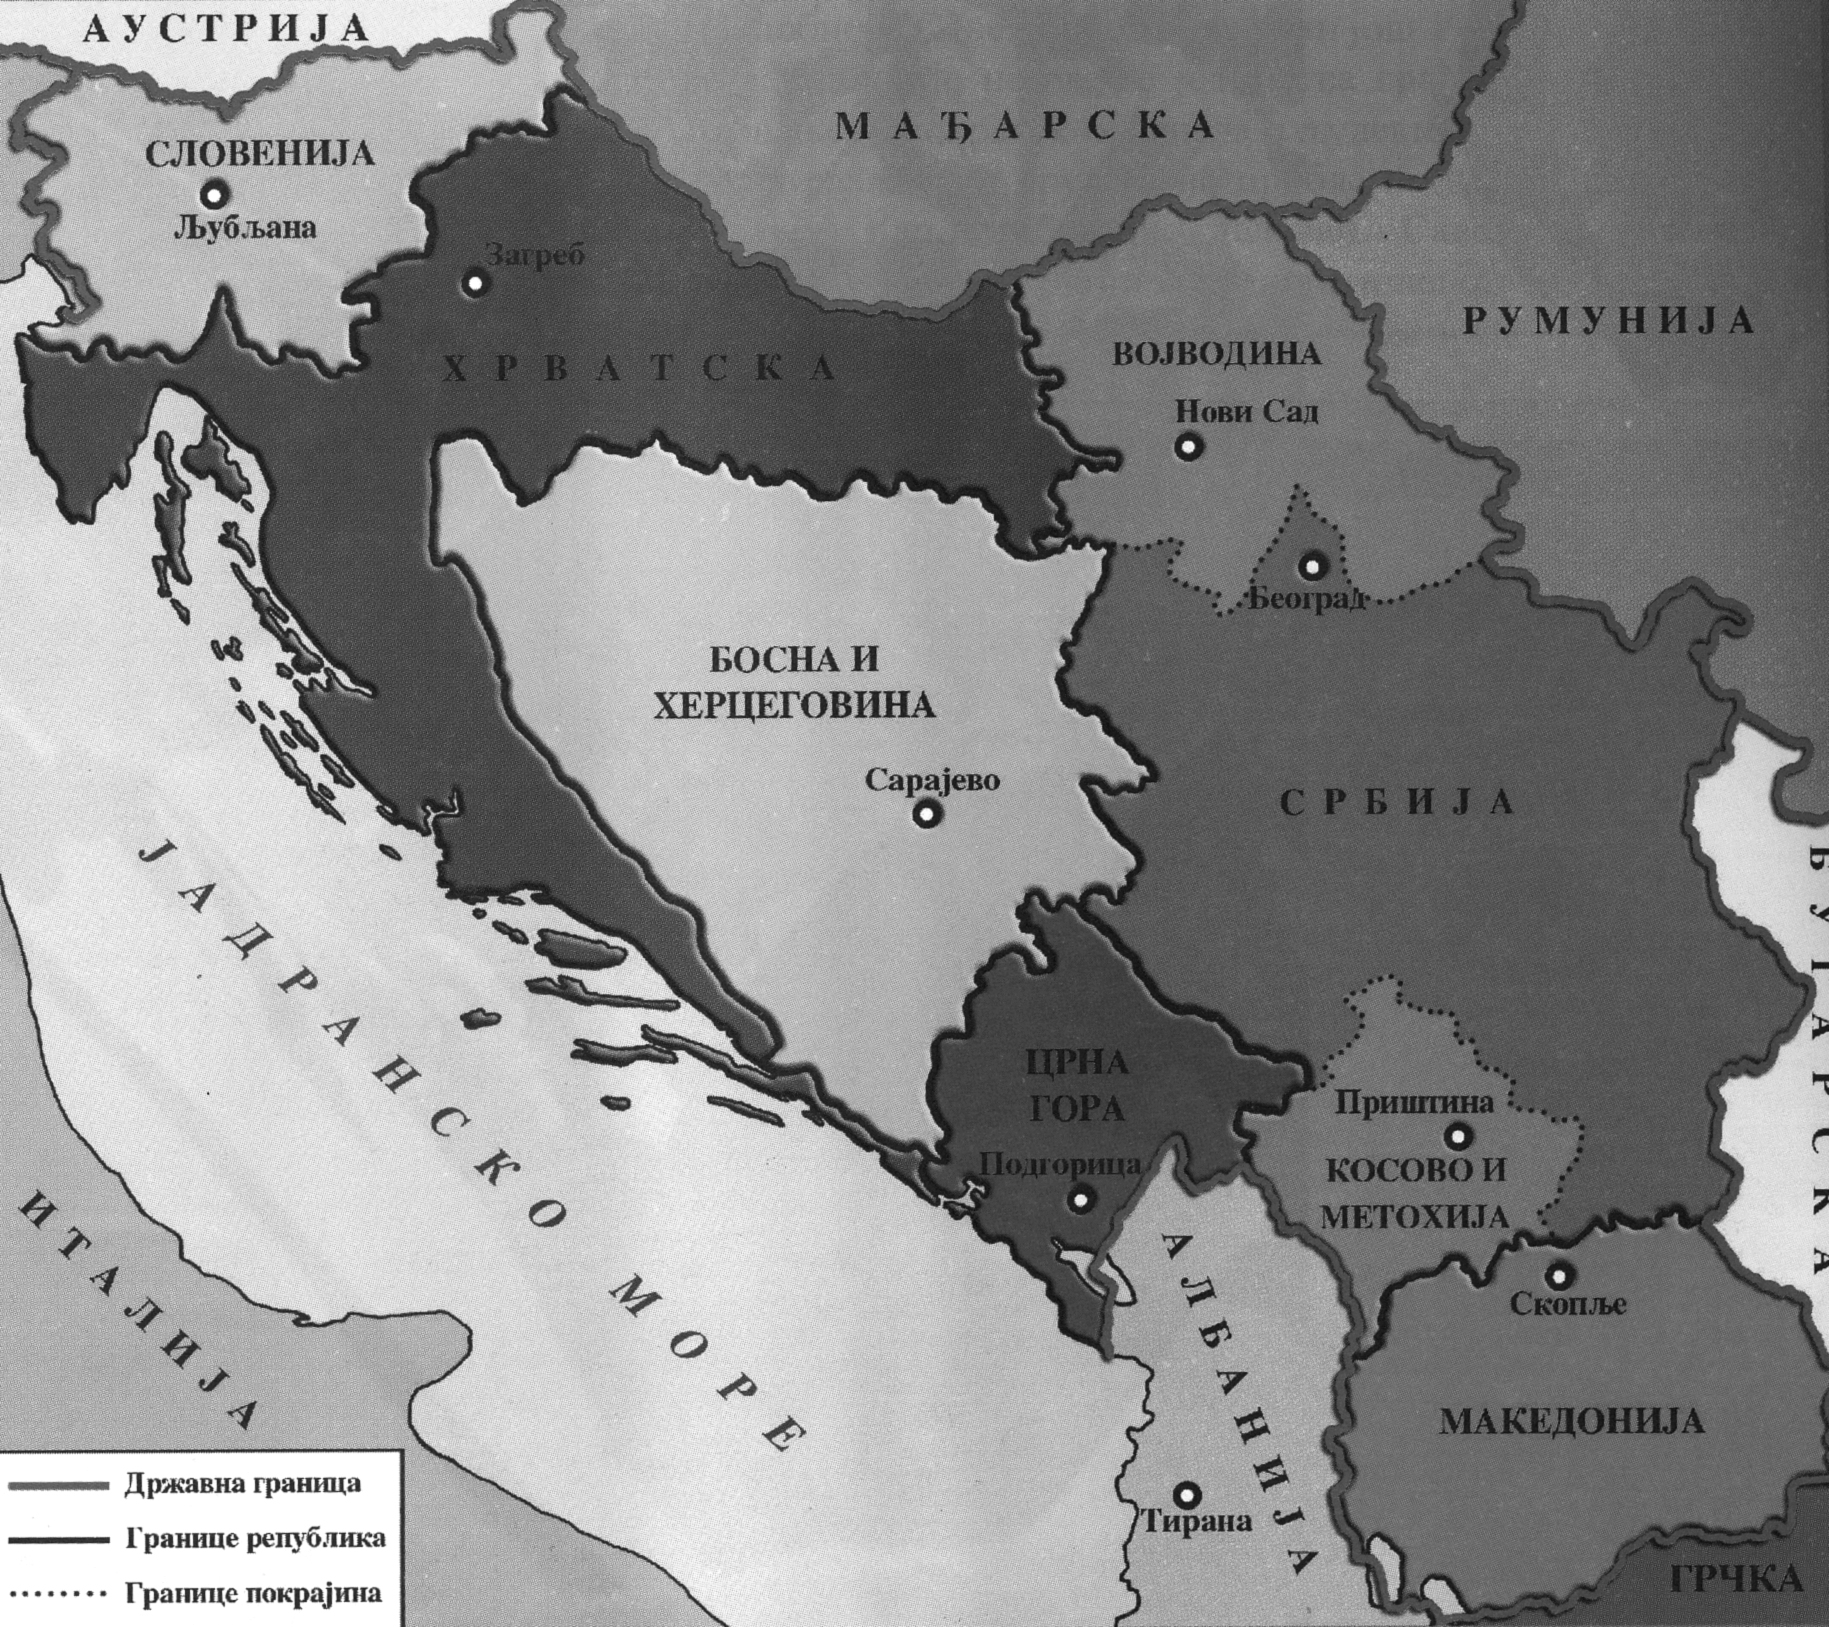 АУСТРИЈА
МАЂАРСКА
СЛОВЕНИЈА
Љубљана
Загреб
РУМУНИЈА
ВОЈВОДИНА
ХРВАТСКА
Нови Сад
Београд
БОСНА И
ХЕРЦЕГОВИНА
Сарајево
СРБИЈА
БУГАРСКА
ЈАДРАНСКО МОРЕ
ЦРНА
ГОРА
Приштина
Подгорица
КОСОВО И
МЕТОХИЈА
ИТАЛИЈА
АЛБАНИЈА
Скопље
МАКЕДОНИЈА
Тирана
ГРЧКА
Државна граница
Границе република
Границе покрајина